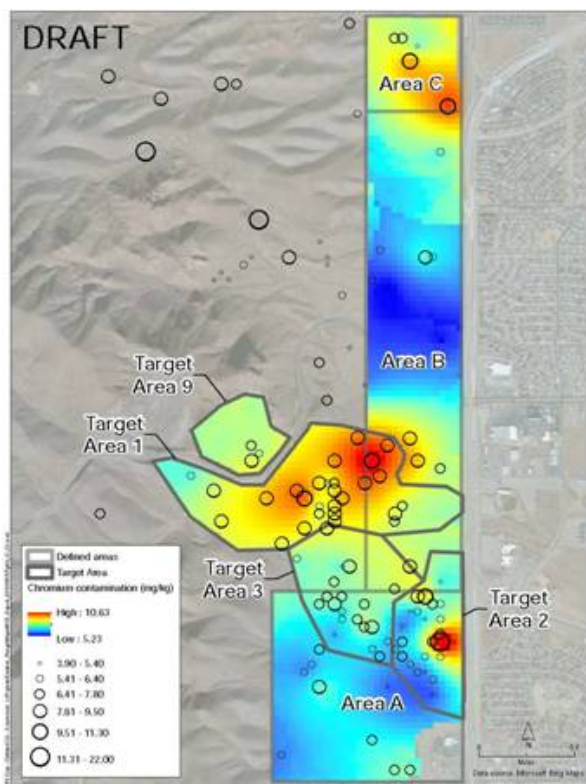 DRAFT
Area C
Area B
Target
Area 9
Target
Area 1
Target
Area 3
Target
Area 2
Area A
Defined areas
Target Area
Chromium contamination (mg/kg)
High : 10.63
Low : 5.23
3.90 - 5.40
5.41 - 6.40
6.41 - 7.80
7.81 - 9.50
9.51 - 11.30
11.31 - 22.00
N
Miles
Data source: Microsoft Bing Maps